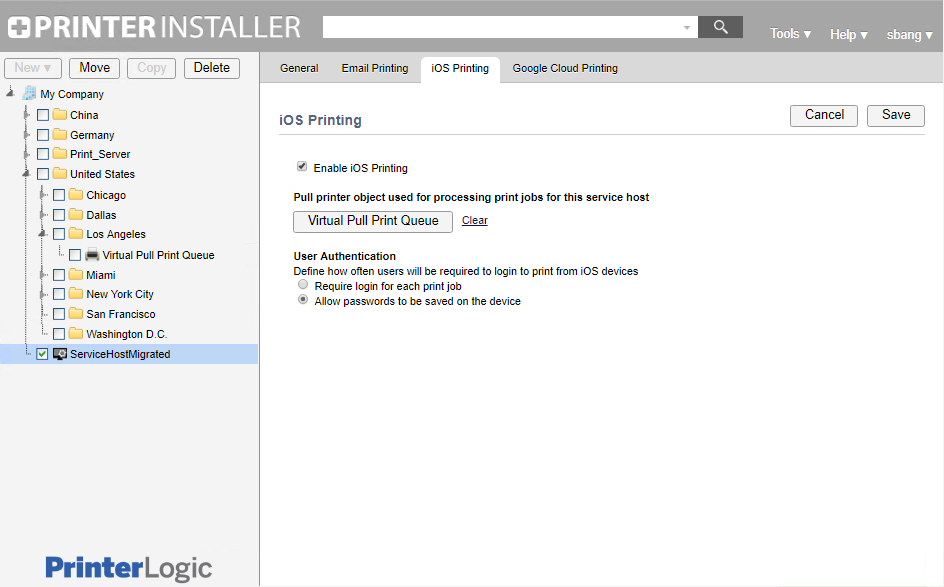 PRINTER INSTALLER
Tools ▾ Help ▾ sbang ▾
New ▾ Move Copy Delete
General Email Printing iOS Printing Google Cloud Printing
My Company
China
Germany
Print_Server
United States
Chicago
Dallas
Los Angeles
Virtual Pull Print Queue
Miami
New York City
San Francisco
Washington D.C.
ServiceHostMigrated
PrinterLogic
iOS Printing
Cancel Save
Enable iOS Printing
Pull printer object used for processing print jobs for this service host
Virtual Pull Print Queue Clear
User Authentication
Define how often users will be required to login to print from iOS devices
Require login for each print job
Allow passwords to be saved on the device